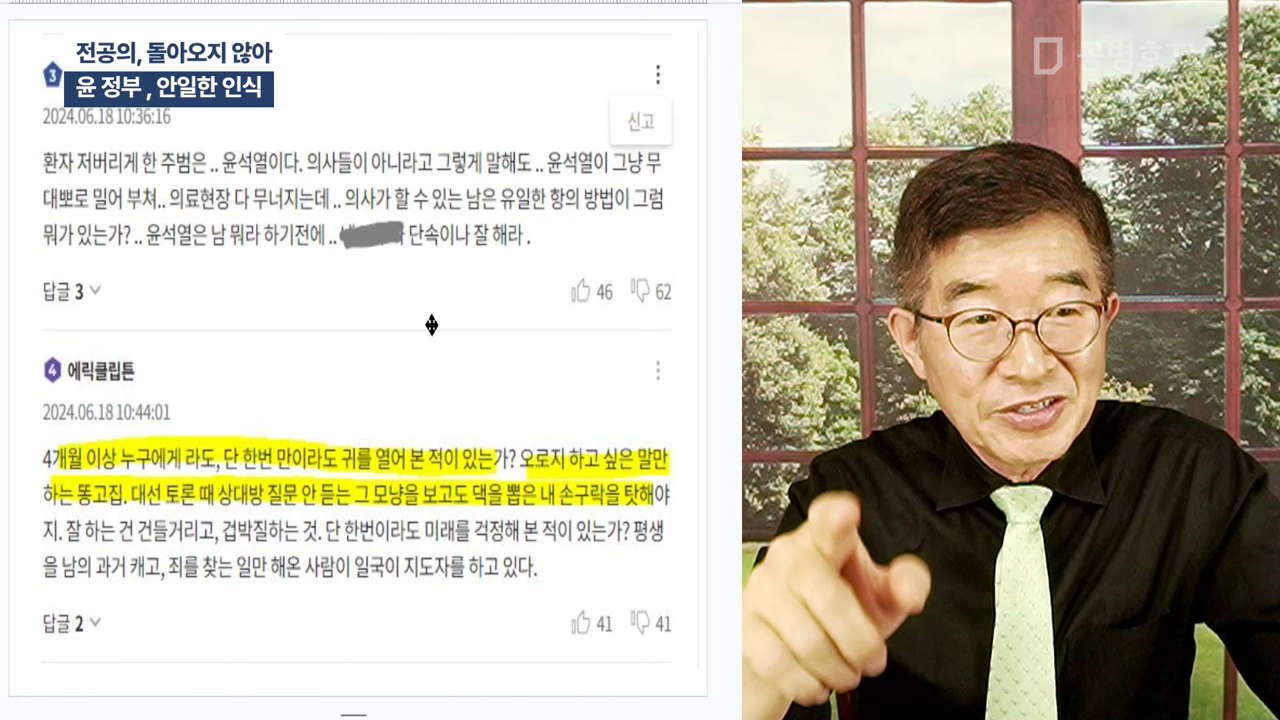 전공의, 돌아오지 않아
윤 정부 , 안일한 인식
3
2024.06.18 10:36:16
신고
환자 저버리게 한 주범은 .. 윤석열이다. 의사들이 아니라고 그렇게 말해도 .. 윤석열이 그냥 무
대뽀로 밀어 부쳐.. 의료현장 다 무너지는데 .. 의사가 할 수 있는 남은 유일한 항의 방법이 그럼
뭐가 있는가? .. 윤석열은 남 뭐라 하기전에 .. 단속이나 잘 해라 .
답글 3
46 62
4 에릭클립튼
2024.06.18 10:44:01
4개월 이상 누구에게 라도, 단 한번 만이라도 귀를 열어 본 적이 있는가? 오로지 하고 싶은 말만
하는 똥고집. 대선 토론 때 상대방 질문 안 듣는 그 모냥을 보고도 댁을 뽑은 내 손구락을 탓해야
지. 잘 하는 건 건들거리고, 겁박질하는 것. 단 한번이라도 미래를 걱정해 본 적이 있는가? 평생
을 남의 과거 캐고, 죄를 찾는 일만 해온 사람이 일국이 지도자를 하고 있다.
답글 2
41 41
공병호TV